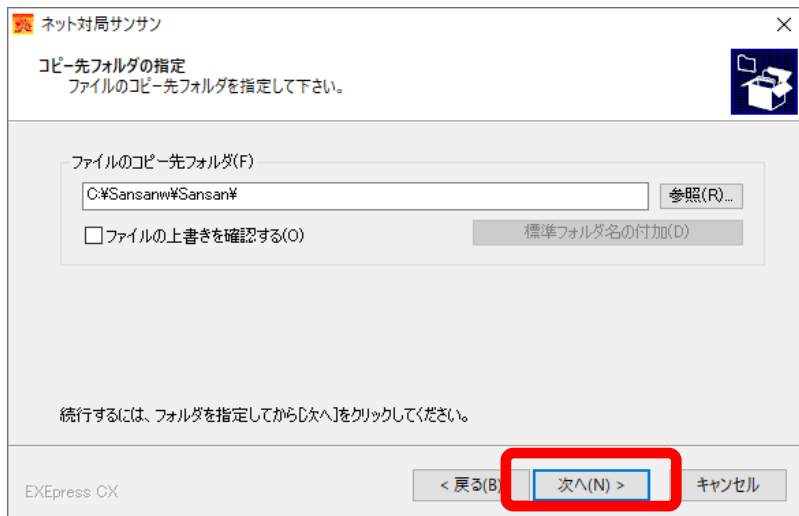 ネット対局サンサン
コピー先フォルダの指定
ファイルのコピー先フォルダを指定して下さい。
ファイルのコピー先フォルダ(F)
C:¥Sansanw¥Sansan¥
参照(R)...
ファイルの上書きを確認する(O)
標準フォルダ名の付加(D)
続行するには、フォルダを指定してから[次へ]をクリックしてください。
EXEpress CX
< 戻る(B)
次へ(N) >
キャンセル